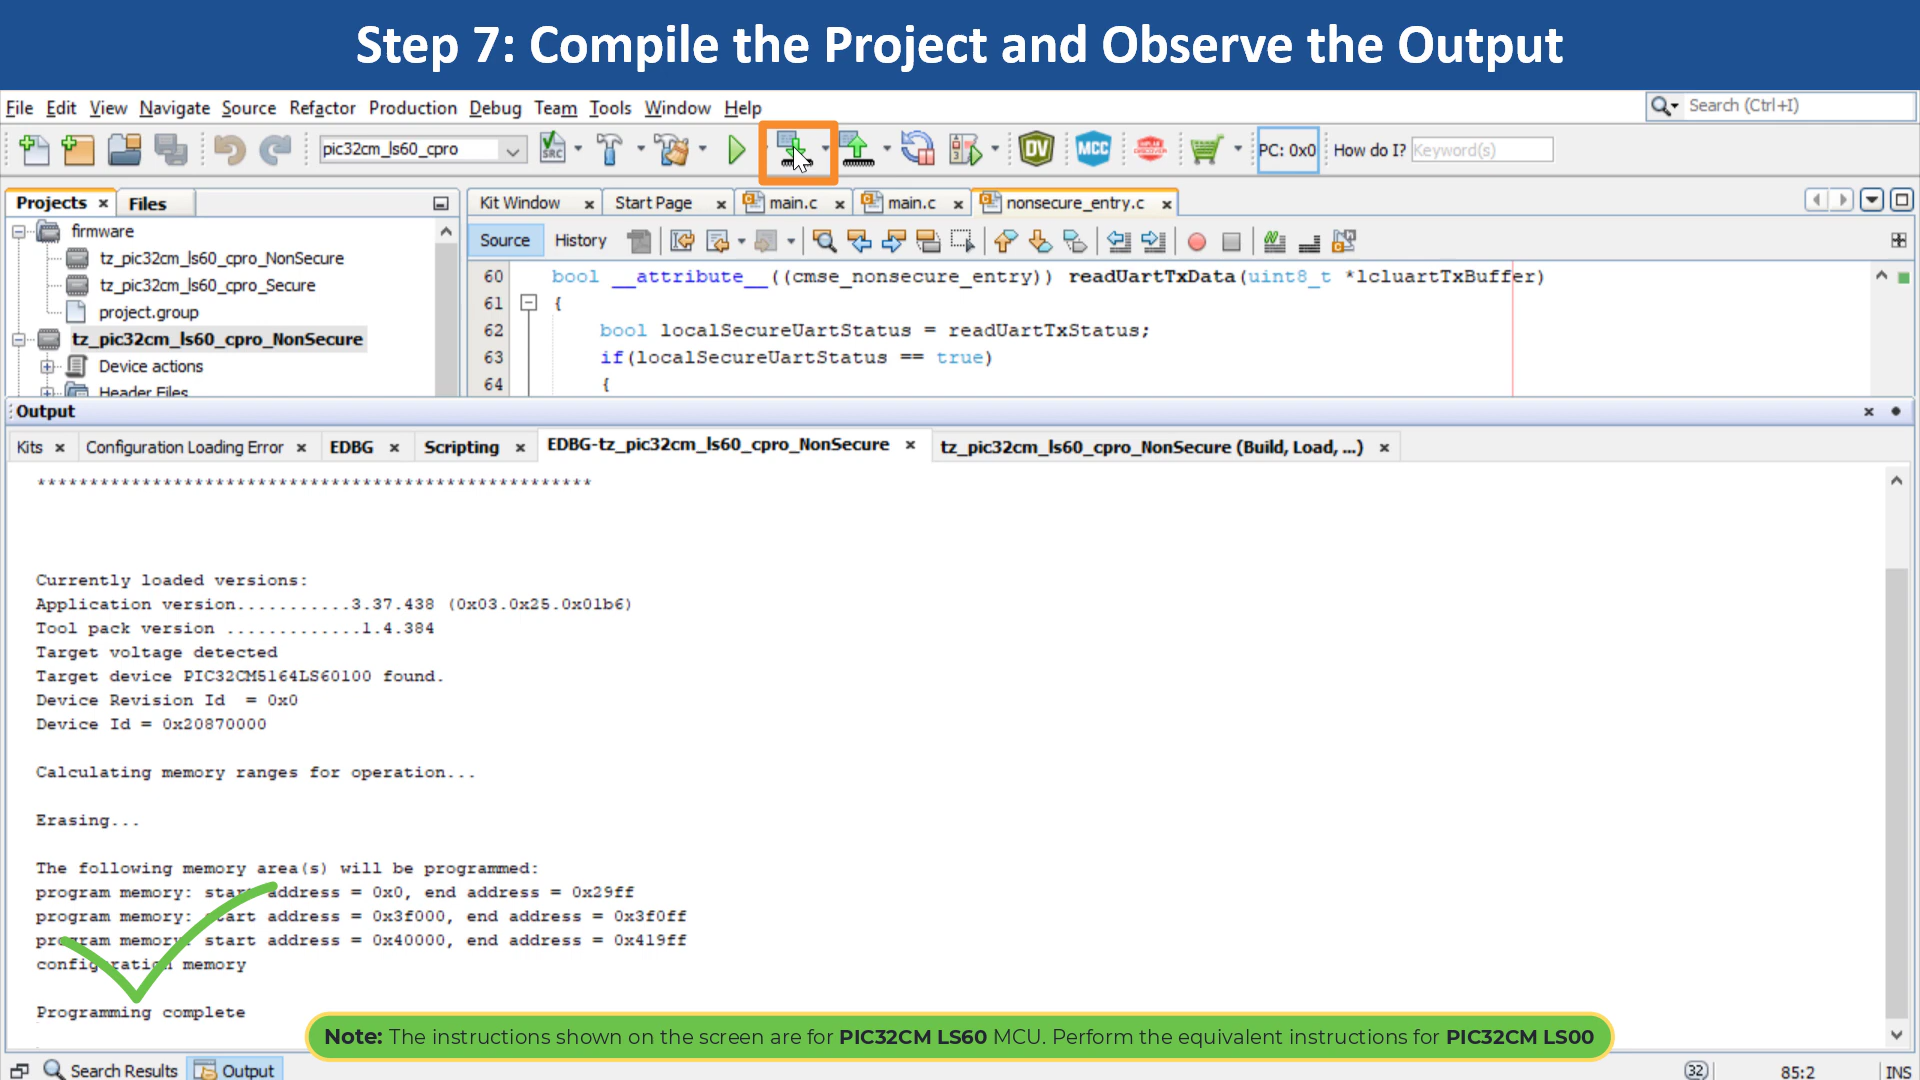 Step 7: Compile the Project and Observe the Output
File Edit View Navigate Source Refactor Production Debug Team Tools Window Help
Search (Ctrl+I)
pic32cm_ls60_cpro
SRC
DV
MCC
PC: 0x0
How do I?
Keyword(s)
Projects
Files
Kit Window
Start Page
main.c
main.c
nonsecure_entry.c
firmware
tz_pic32cm_ls60_cpro_NonSecure
tz_pic32cm_ls60_cpro_Secure
project.group
tz_pic32cm_ls60_cpro_NonSecure
Device actions
Header Files
Source
History
60 bool __attribute__((cmse_nonsecure_entry)) readUartTxData(uint8_t *lcluartTxBuffer)
61 {
62 bool localSecureUartStatus = readUartTxStatus;
63 if(localSecureUartStatus == true)
64 {
Output
Kits
Configuration Loading Error
EDBG
Scripting
EDBG-tz_pic32cm_ls60_cpro_NonSecure
tz_pic32cm_ls60_cpro_NonSecure (Build, Load, ...)
*****************************************************
Currently loaded versions:
Application version...........3.37.438 (0x03.0x25.0x01b6)
Tool pack version .............1.4.384
Target voltage detected
Target device PIC32CM5164LS60100 found.
Device Revision Id  = 0x0
Device Id = 0x20870000
Calculating memory ranges for operation...
Erasing...
The following memory area(s) will be programmed:
program memory: start address = 0x0, end address = 0x29ff
program memory: start address = 0x3f000, end address = 0x3f0ff
program memory: start address = 0x40000, end address = 0x419ff
configuration memory
Programming complete
Note: The instructions shown on the screen are for PIC32CM LS60 MCU. Perform the equivalent instructions for PIC32CM LS00
Search Results
Output
32
85:2
INS